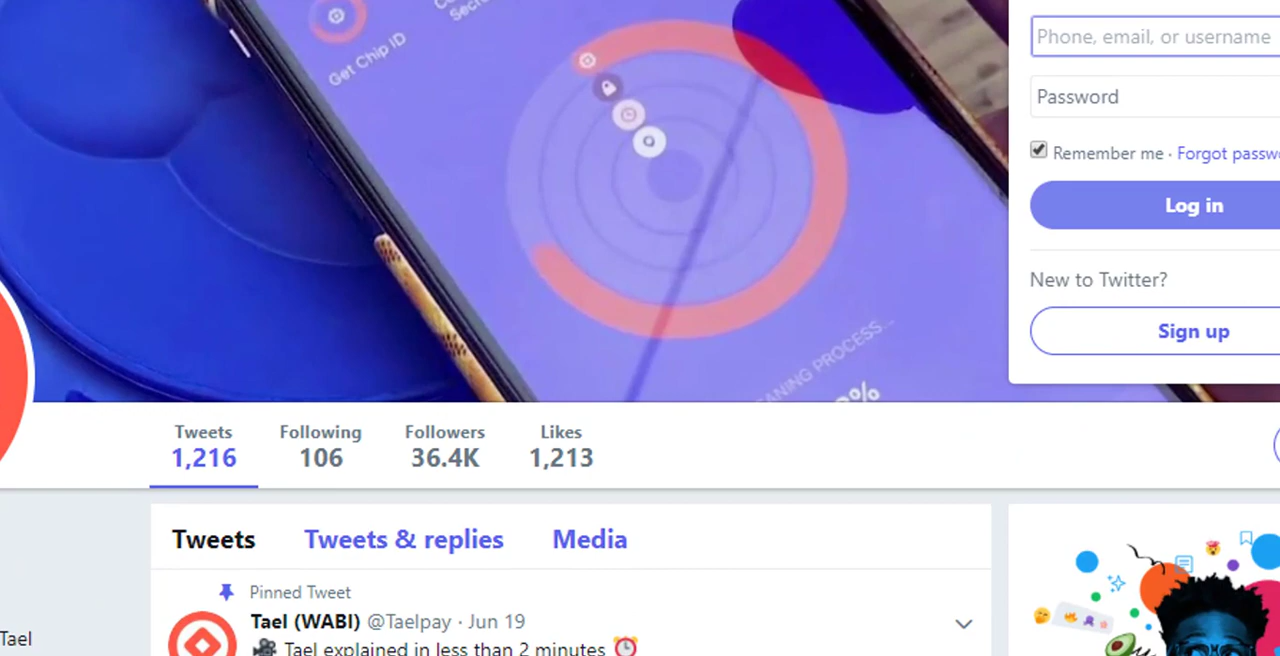 Get Chip ID
Phone, email, or username
Password
Remember me · Forgot passw
Log in
New to Twitter?
Sign up
ANING PROCESS...
%
Tweets Following Followers Likes
1,216 106 36.4K 1,213
Tweets Tweets & replies Media
Pinned Tweet
Tael (WABI) @Taelpay · Jun 19
Tael explained in less than 2 minutes
Tael